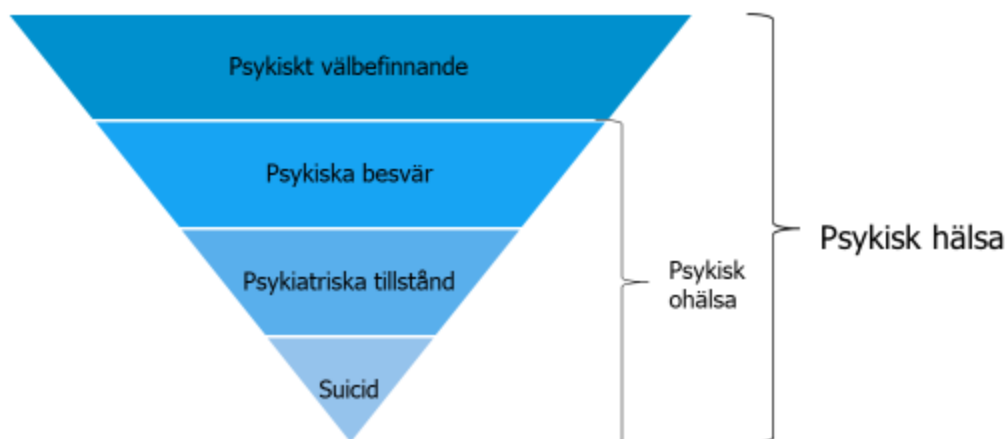 Psykiskt välbefinnande
Psykiska besvär
Psykiatriska tillstånd
Suicid
Psykisk
ohälsa
Psykisk hälsa